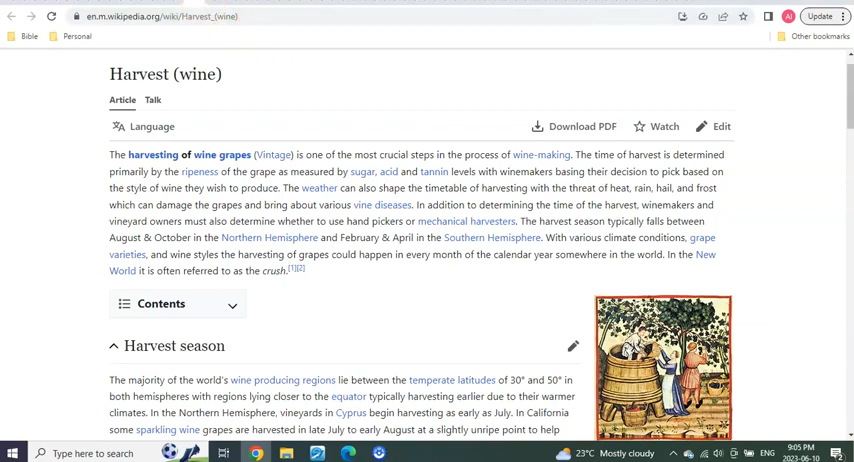 en.m.wikipedia.org/wiki/Harvest_(wine)
AI
Update
Bible
Personal
Other bookmarks
Harvest (wine)
Article Talk
Language
Download PDF
Watch
Edit
The harvesting of wine grapes (Vintage) is one of the most crucial steps in the process of wine-making. The time of harvest is determined
primarily by the ripeness of the grape as measured by sugar, acid and tannin levels with winemakers basing their decision to pick based on
the style of wine they wish to produce. The weather can also shape the timetable of harvesting with the threat of heat, rain, hail, and frost
which can damage the grapes and bring about various vine diseases. In addition to determining the time of the harvest, winemakers and
vineyard owners must also determine whether to use hand pickers or mechanical harvesters. The harvest season typically falls between
August & October in the Northern Hemisphere and February & April in the Southern Hemisphere. With various climate conditions, grape
varieties, and wine styles the harvesting of grapes could happen in every month of the calendar year somewhere in the world. In the New
World it is often referred to as the crush.[1][2]
Contents
Harvest season
The majority of the world's wine producing regions lie between the temperate latitudes of 30° and 50° in
both hemispheres with regions lying closer to the equator typically harvesting earlier due to their warmer
climates. In the Northern Hemisphere, vineyards in Cyprus begin harvesting as early as July. In California
some sparkling wine grapes are harvested in late July to early August at a slightly unripe point to help
Type here to search
23°C Mostly cloudy
ENG
9:05 PM
2023-06-10
2